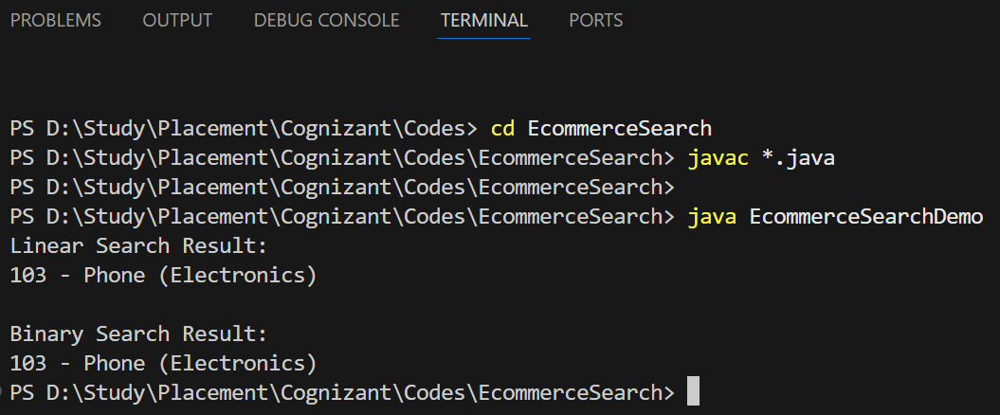 PROBLEMS OUTPUT DEBUG CONSOLE TERMINAL PORTS
PS D:\Study\Placement\Cognizant\Codes> cd EcommerceSearch
PS D:\Study\Placement\Cognizant\Codes\EcommerceSearch> javac *.java
PS D:\Study\Placement\Cognizant\Codes\EcommerceSearch>
PS D:\Study\Placement\Cognizant\Codes\EcommerceSearch> java EcommerceSearchDemo
Linear Search Result:
103 - Phone (Electronics)
Binary Search Result:
103 - Phone (Electronics)
PS D:\Study\Placement\Cognizant\Codes\EcommerceSearch>